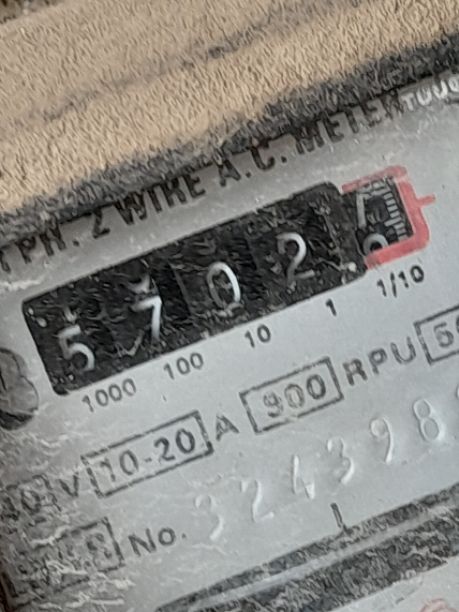 PH. 2 WIRE A.C. METER
5 7 0 2
1000 100 10 1 1/10
V 10-20 A 900 RPU
No. 324398